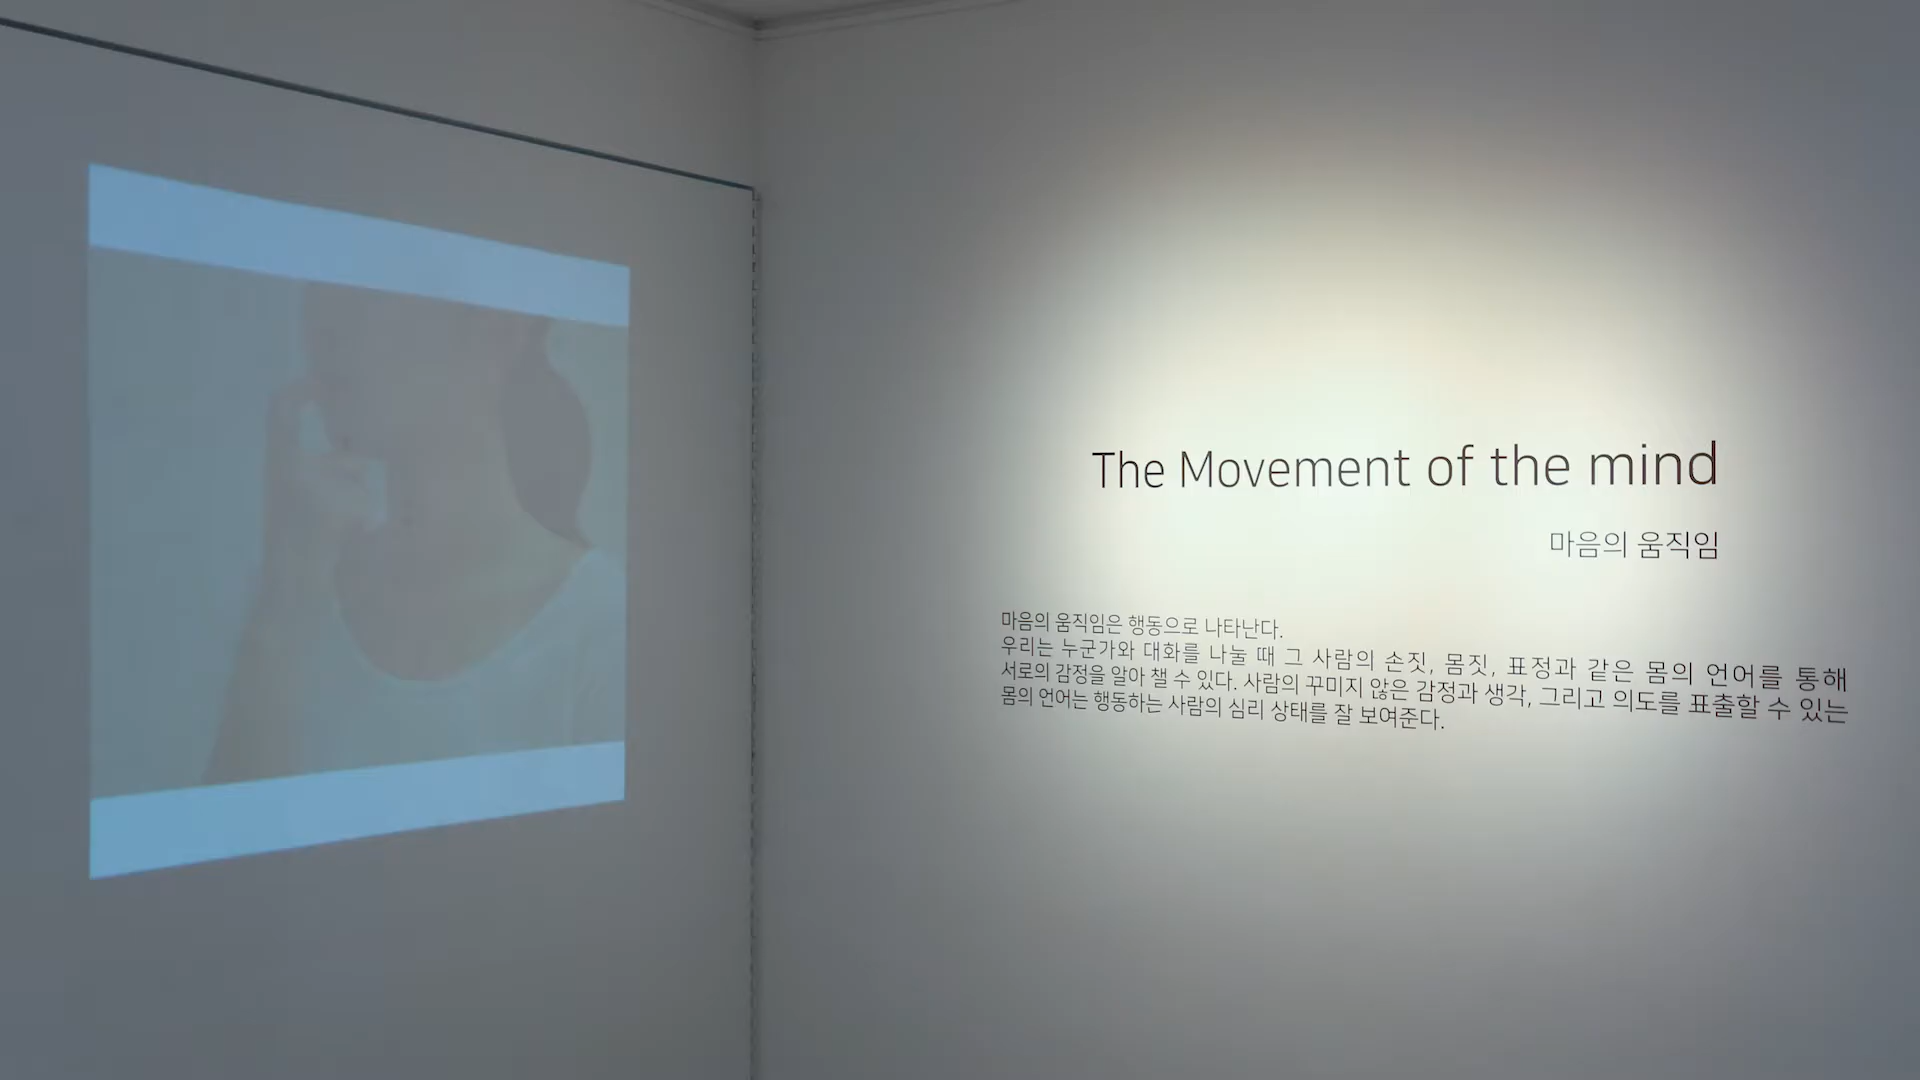 The Movement of the mind
마음의 움직임
마음의 움직임은 행동으로 나타난다.
우리는 누군가와 대화를 나눌 때 그 사람의 손짓, 몸짓, 표정과 같은 몸의 언어를 통해
서로의 감정을 알아 챌 수 있다. 사람의 꾸미지 않은 감정과 생각, 그리고 의도를 표출할 수 있는
몸의 언어는 행동하는 사람의 심리 상태를 잘 보여준다.